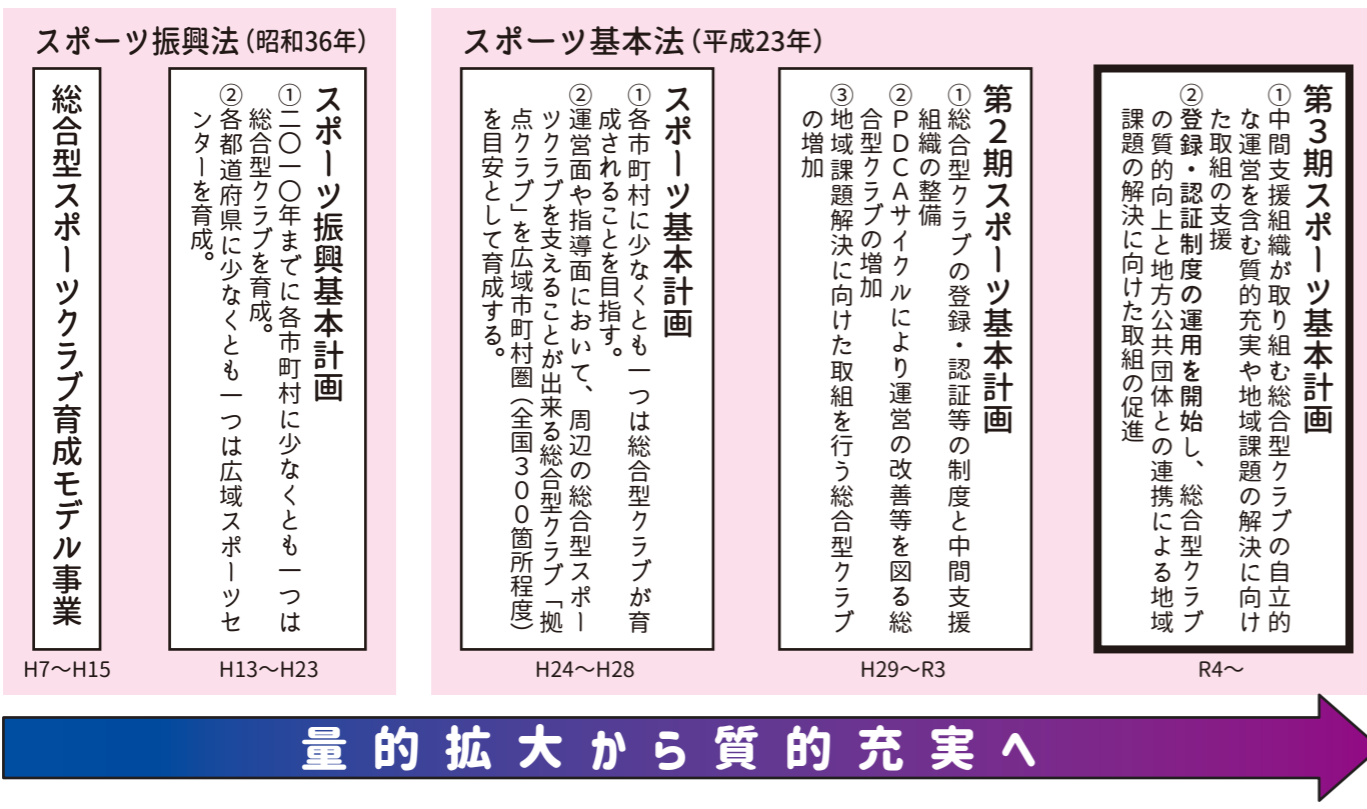 スポーツ振興法(昭和36年)
総合型スポーツクラブ育成モデル事業
H7〜H15
スポーツ振興基本計画
①二〇一〇年までに各市町村に少なくとも一つは
総合型クラブを育成。
②各都道府県に少なくとも一つは広域スポーツセ
ンターを育成。
H13〜H23
スポーツ基本法(平成23年)
スポーツ基本計画
①各市町村に少なくとも一つは総合型クラブが育
成されることを目指す。
②運営面や指導面において、周辺の総合型スポー
ツクラブを支えることが出来る総合型クラブ「拠
点クラブ」を広域市町村圏(全国300箇所程度)
を目安として育成する。
H24〜H28
第2期スポーツ基本計画
①総合型クラブの登録・認証等の制度と中間支援
組織の整備
②PDCAサイクルにより運営の改善等を図る総
合型クラブの増加
③地域課題解決に向けた取組を行う総合型クラブ
の増加
H29〜R3
第3期スポーツ基本計画
①中間支援組織が取り組む総合型クラブの自立的
な運営を含む質的充実や地域課題の解決に向け
た取組の支援
②登録・認証制度の運用を開始し、総合型クラブ
の質的向上と地方公共団体との連携による地域
課題の解決に向けた取組の促進
R4〜
量的拡大から質的充実へ